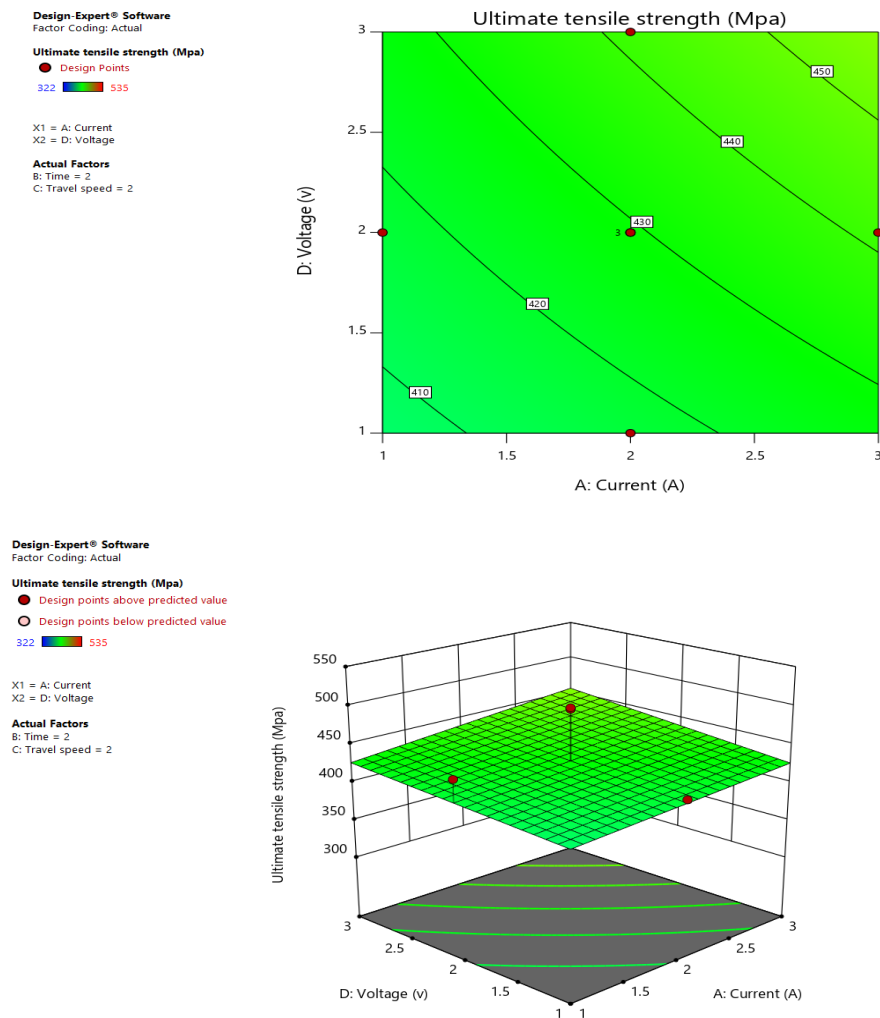 Design-Expert® Software
Factor Coding: Actual
Ultimate tensile strength (Mpa)
Design Points
322 535
X1 = A: Current
X2 = D: Voltage
Actual Factors
B: Time = 2
C: Travel speed = 2
Ultimate tensile strength (Mpa)
3
2.5
2
1.5
1
D: Voltage (v)
450
440
430
3
420
410
1 1.5 2 2.5 3
A: Current (A)
Design-Expert® Software
Factor Coding: Actual
Ultimate tensile strength (Mpa)
Design points above predicted value
Design points below predicted value
322 535
X1 = A: Current
X2 = D: Voltage
Actual Factors
B: Time = 2
C: Travel speed = 2
Ultimate tensile strength (Mpa)
550
500
450
400
350
300
3
2.5
2
1.5
1
D: Voltage (v)
1
1.5
2
2.5
3
A: Current (A)